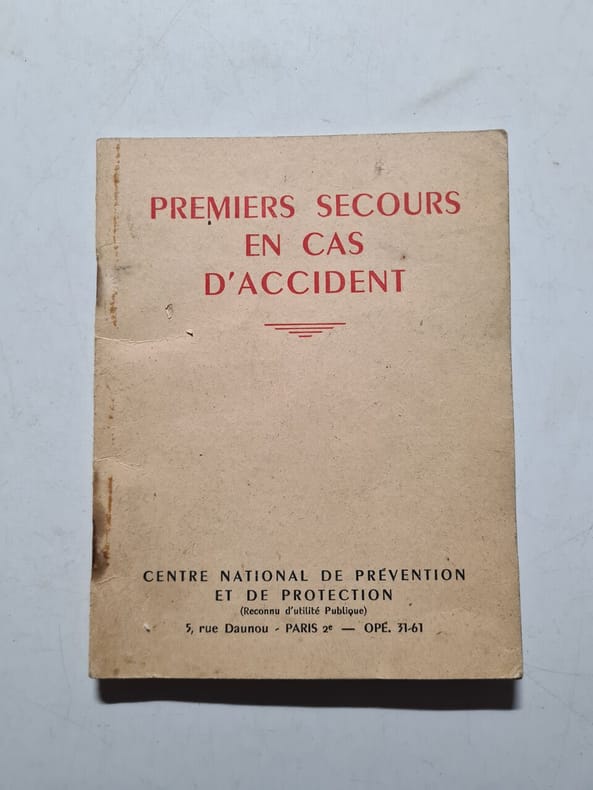 PREMIERS SECOURS
EN CAS
D'ACCIDENT
CENTRE NATIONAL DE PRÉVENTION
ET DE PROTECTION
(Reconnu d'utilité Publique)
5, rue Daunou - PARIS 2e — OPÉ. 31-61